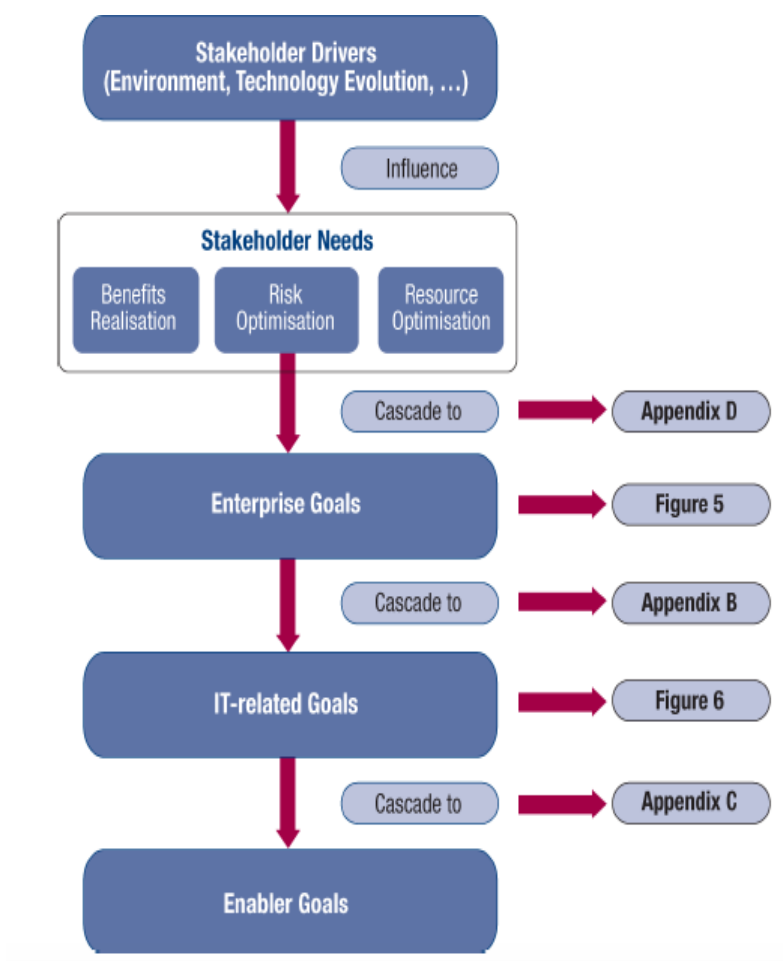 Stakeholder Drivers
(Environment, Technology Evolution, …)
Influence
Stakeholder Needs
Benefits
Realisation
Risk
Optimisation
Resource
Optimisation
Cascade to
Appendix D
Enterprise Goals
Figure 5
Cascade to
Appendix B
IT-related Goals
Figure 6
Cascade to
Appendix C
Enabler Goals